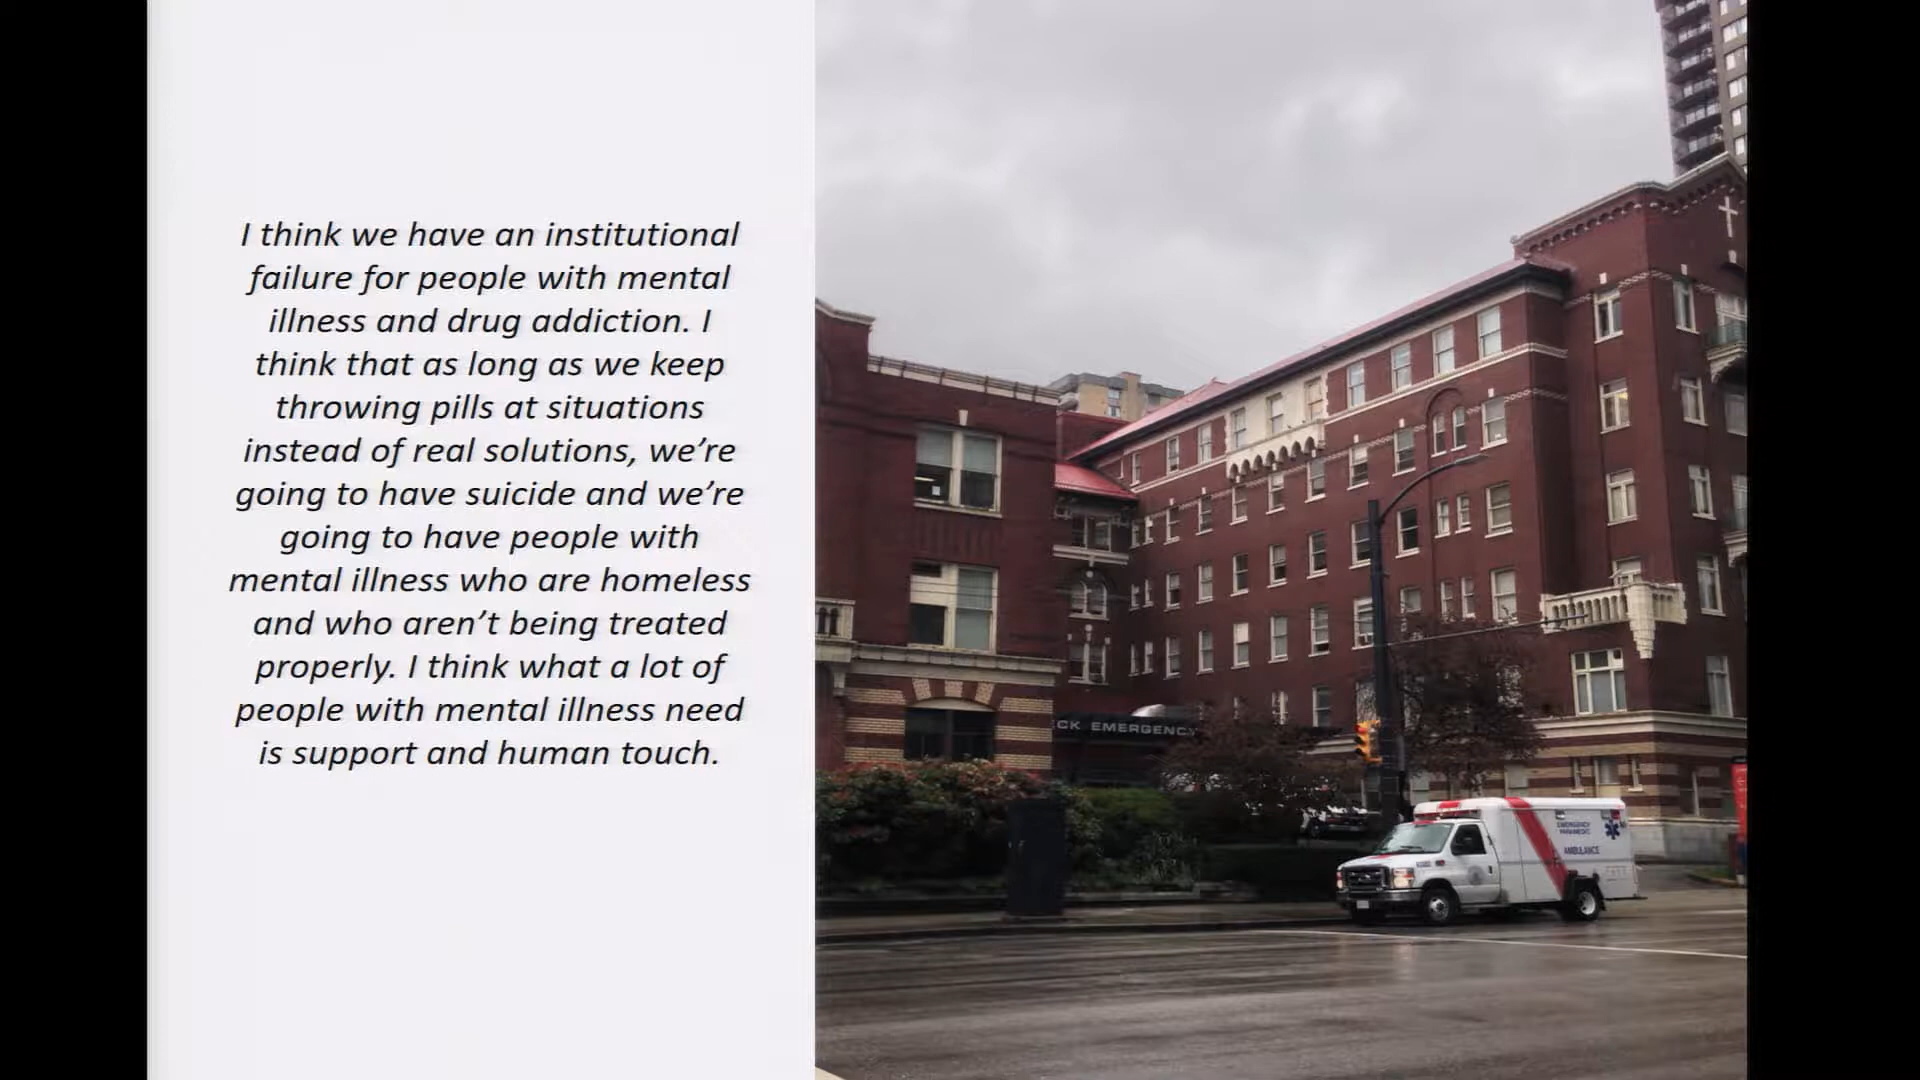 I think we have an institutional
failure for people with mental
illness and drug addiction. I
think that as long as we keep
throwing pills at situations
instead of real solutions, we’re
going to have suicide and we’re
going to have people with
mental illness who are homeless
and who aren’t being treated
properly. I think what a lot of
people with mental illness need
is support and human touch.
ECK EMERGENCY
EMERGENCY
PARAMEDIC
AMBULANCE